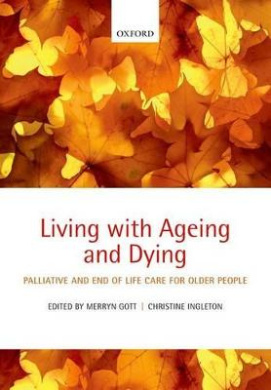 OXFORD
Living with Ageing
and Dying
PALLIATIVE AND END OF LIFE CARE FOR OLDER PEOPLE
EDITED BY MERRYN GOTT | CHRISTINE INGLETON